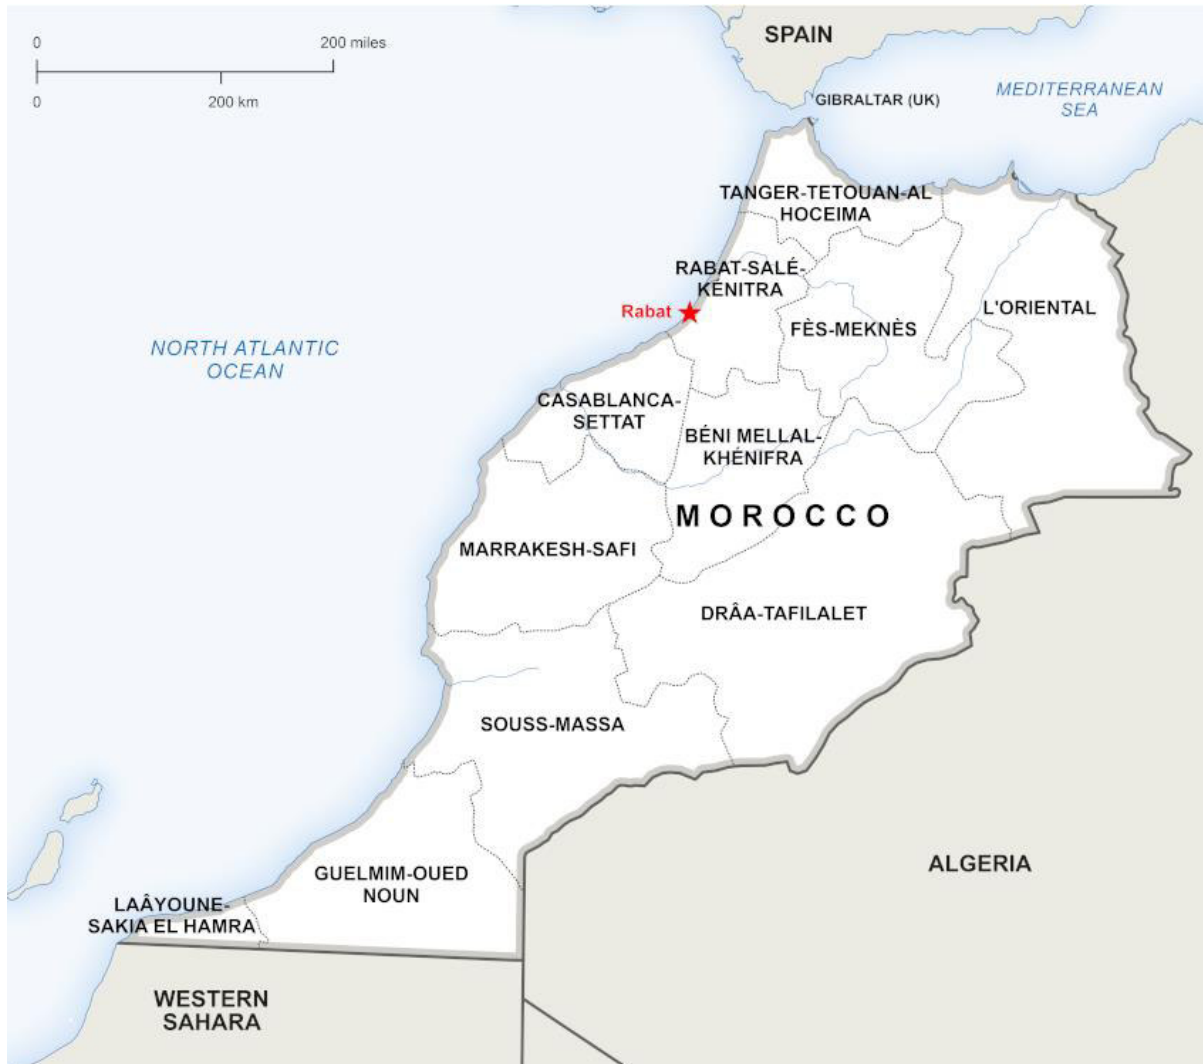 SPAIN
0 200 miles
0 200 km
GIBRALTAR (UK)
MEDITERRANEAN
SEA
TANGER-TETOUAN-AL
HOCEIMA
RABAT-SALÉ-
KÉNITRA
Rabat
L'ORIENTAL
FÈS-MEKNÈS
NORTH ATLANTIC
OCEAN
CASABLANCA-
SETTAT
BÉNI MELLAL-
KHÉNIFRA
MOROCCO
MARRAKESH-SAFI
DRÂA-TAFILALET
SOUSS-MASSA
ALGERIA
GUELMIM-OUED
NOUN
LAÂYOUNE-
SAKIA EL HAMRA
WESTERN
SAHARA